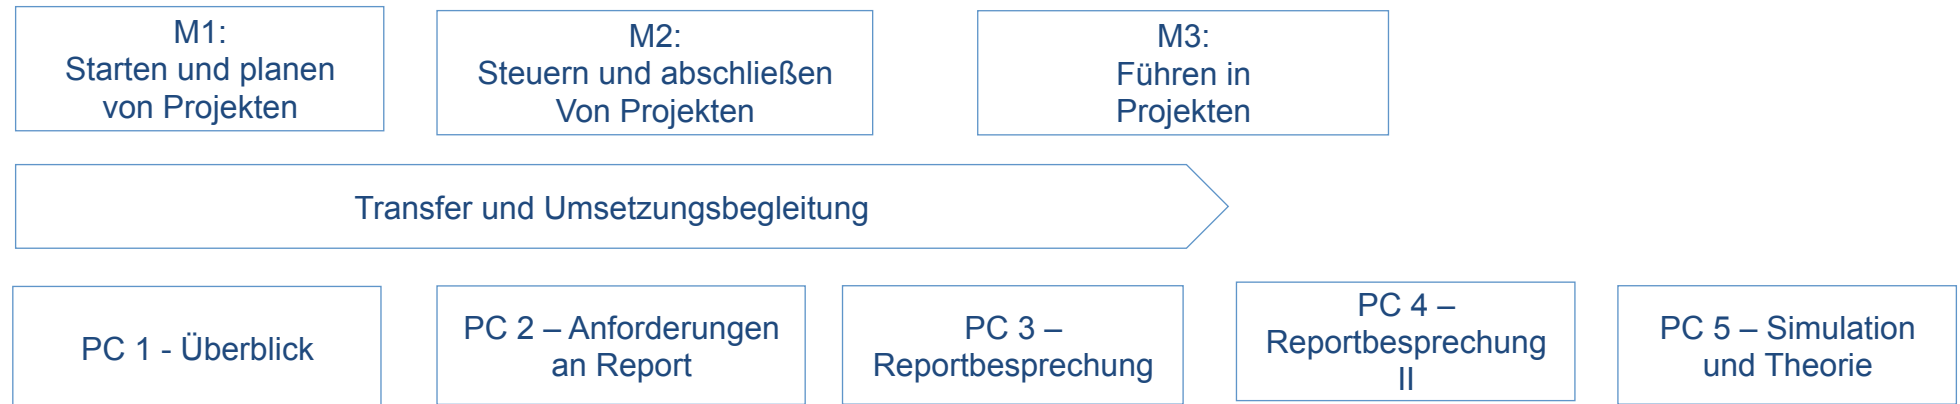 M1:
Starten und planen
von Projekten
M2:
Steuern und abschließen
Von Projekten
M3:
Führen in
Projekten
Transfer und Umsetzungsbegleitung
PC 1 - Überblick
PC 2 – Anforderungen
an Report
PC 3 –
Reportbesprechung
PC 4 –
Reportbesprechung
II
PC 5 – Simulation
und Theorie